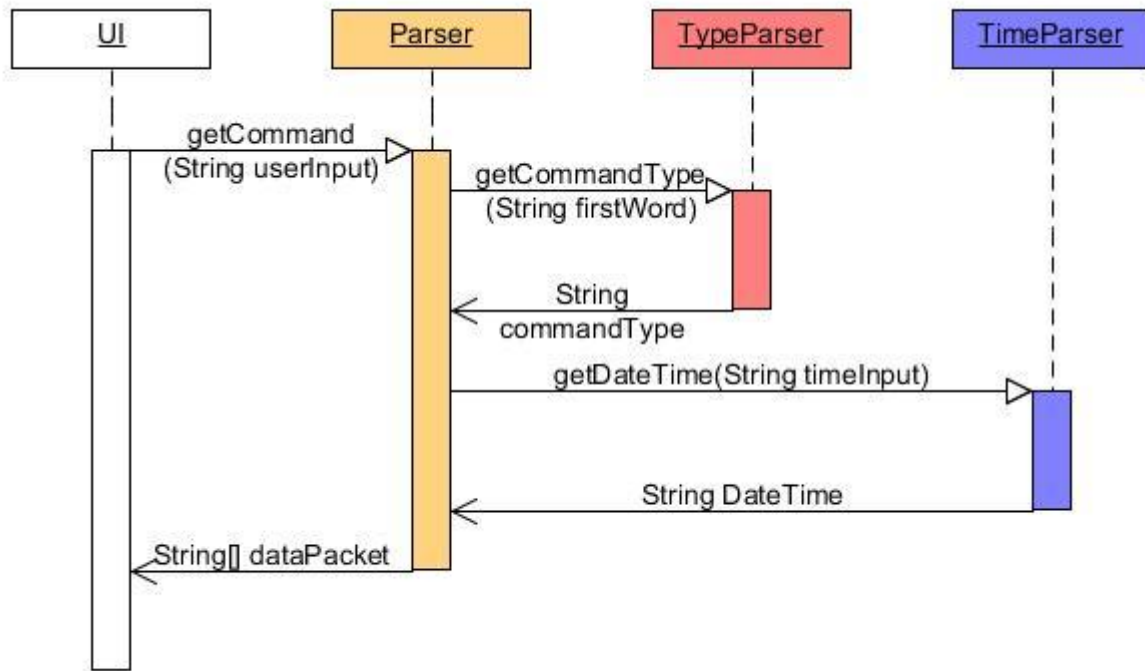 UI
Parser
TypeParser
TimeParser
getCommand
(String userInput)
getCommandType
(String firstWord)
String
commandType
getDateTime(String timeInput)
String DateTime
String[] dataPacket